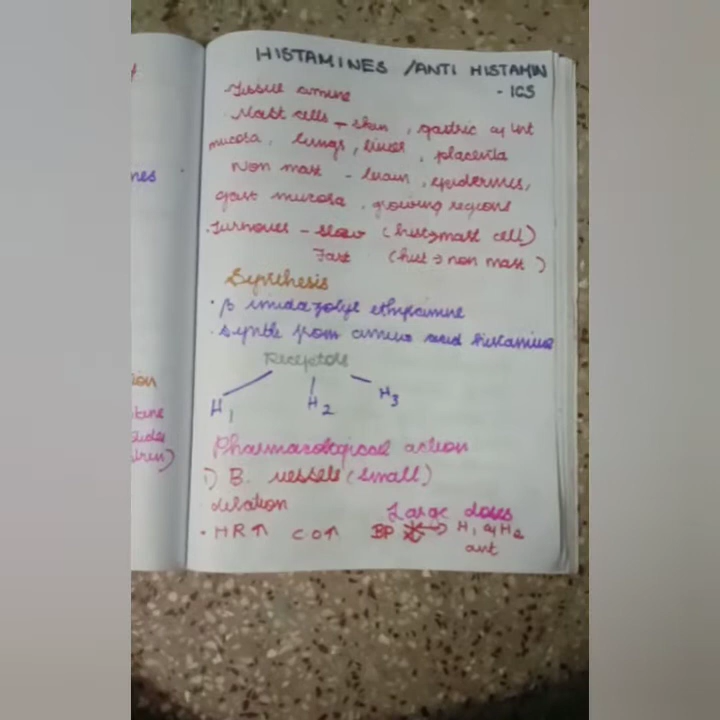 HISTAMINES / ANTI HISTAMIN
- ICS
Tissue amine
. Mast cells - skin, gastric & int
mucosa, lungs, liver, placenta
Non mast - brain, epidermis,
gast mucosa, growing regions
. Turnover - slow (hist → mast cell)
Fast (hist → non mast)
Synthesis
. β imidazolyl ethylamine
. synthe from amino acid histamine
Receptors
H1 H2 H3
Pharmacological action
1) B. vessels (small)
dilation
Large doses
. HR↑ CO↑ BP H1 & H2
ant
nes
ion